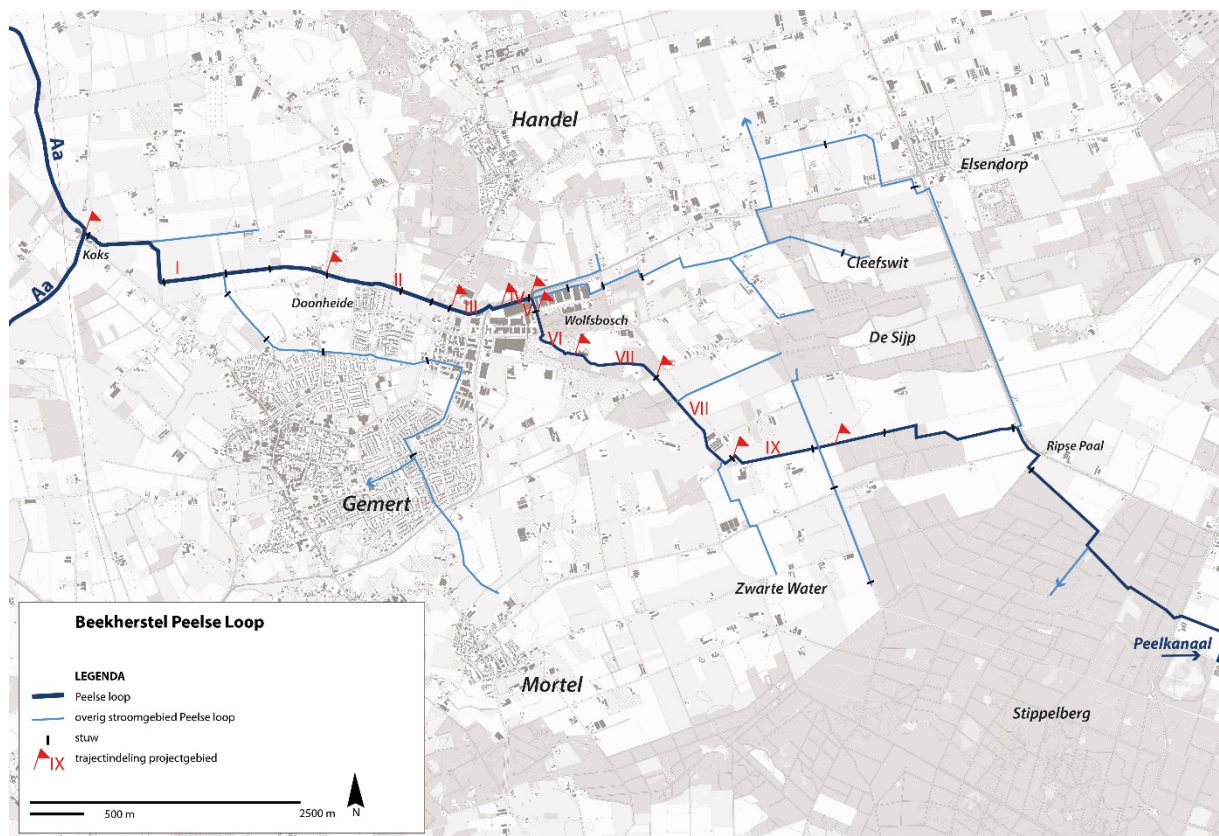 Handel
Elsendorp
Aa
Koks
Aa
I
Doonheide
II
III
IV
V
Wolfsbosch
VI
VII
Cleefswit
De Sijp
VII
IX
Ripse Paal
Gemert
Zwarte Water
Mortel
Peelkanaal
Stippelberg
Beekherstel Peelse Loop
LEGENDA
Peelse loop
overig stroomgebied Peelse loop
stuw
IX trajectindeling projectgebied
500 m
2500 m
N